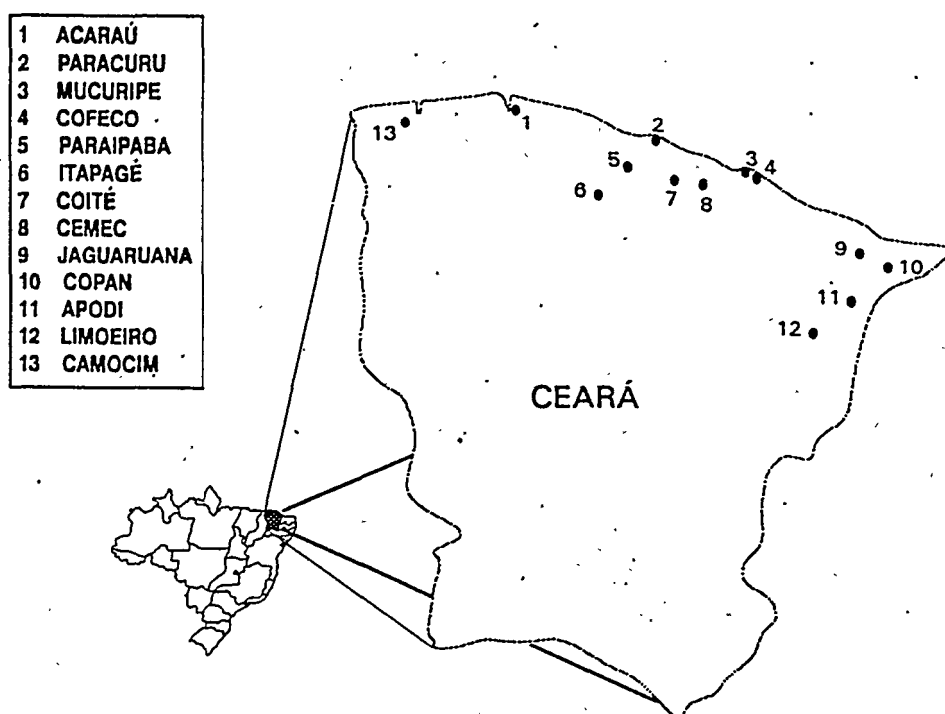 1 ACARAÚ
2 PARACURU
3 MUCURIPE
4 COFECO
5 PARAIPABA
6 ITAPAGÉ
7 COITÉ
8 CEMEC
9 JAGUARUANA
10 COPAN
11 APODI
12 LIMOEIRO
13 CAMOCIM
13
1
2
5
3
4
6
7
8
9
10
11
12
CEARÁ